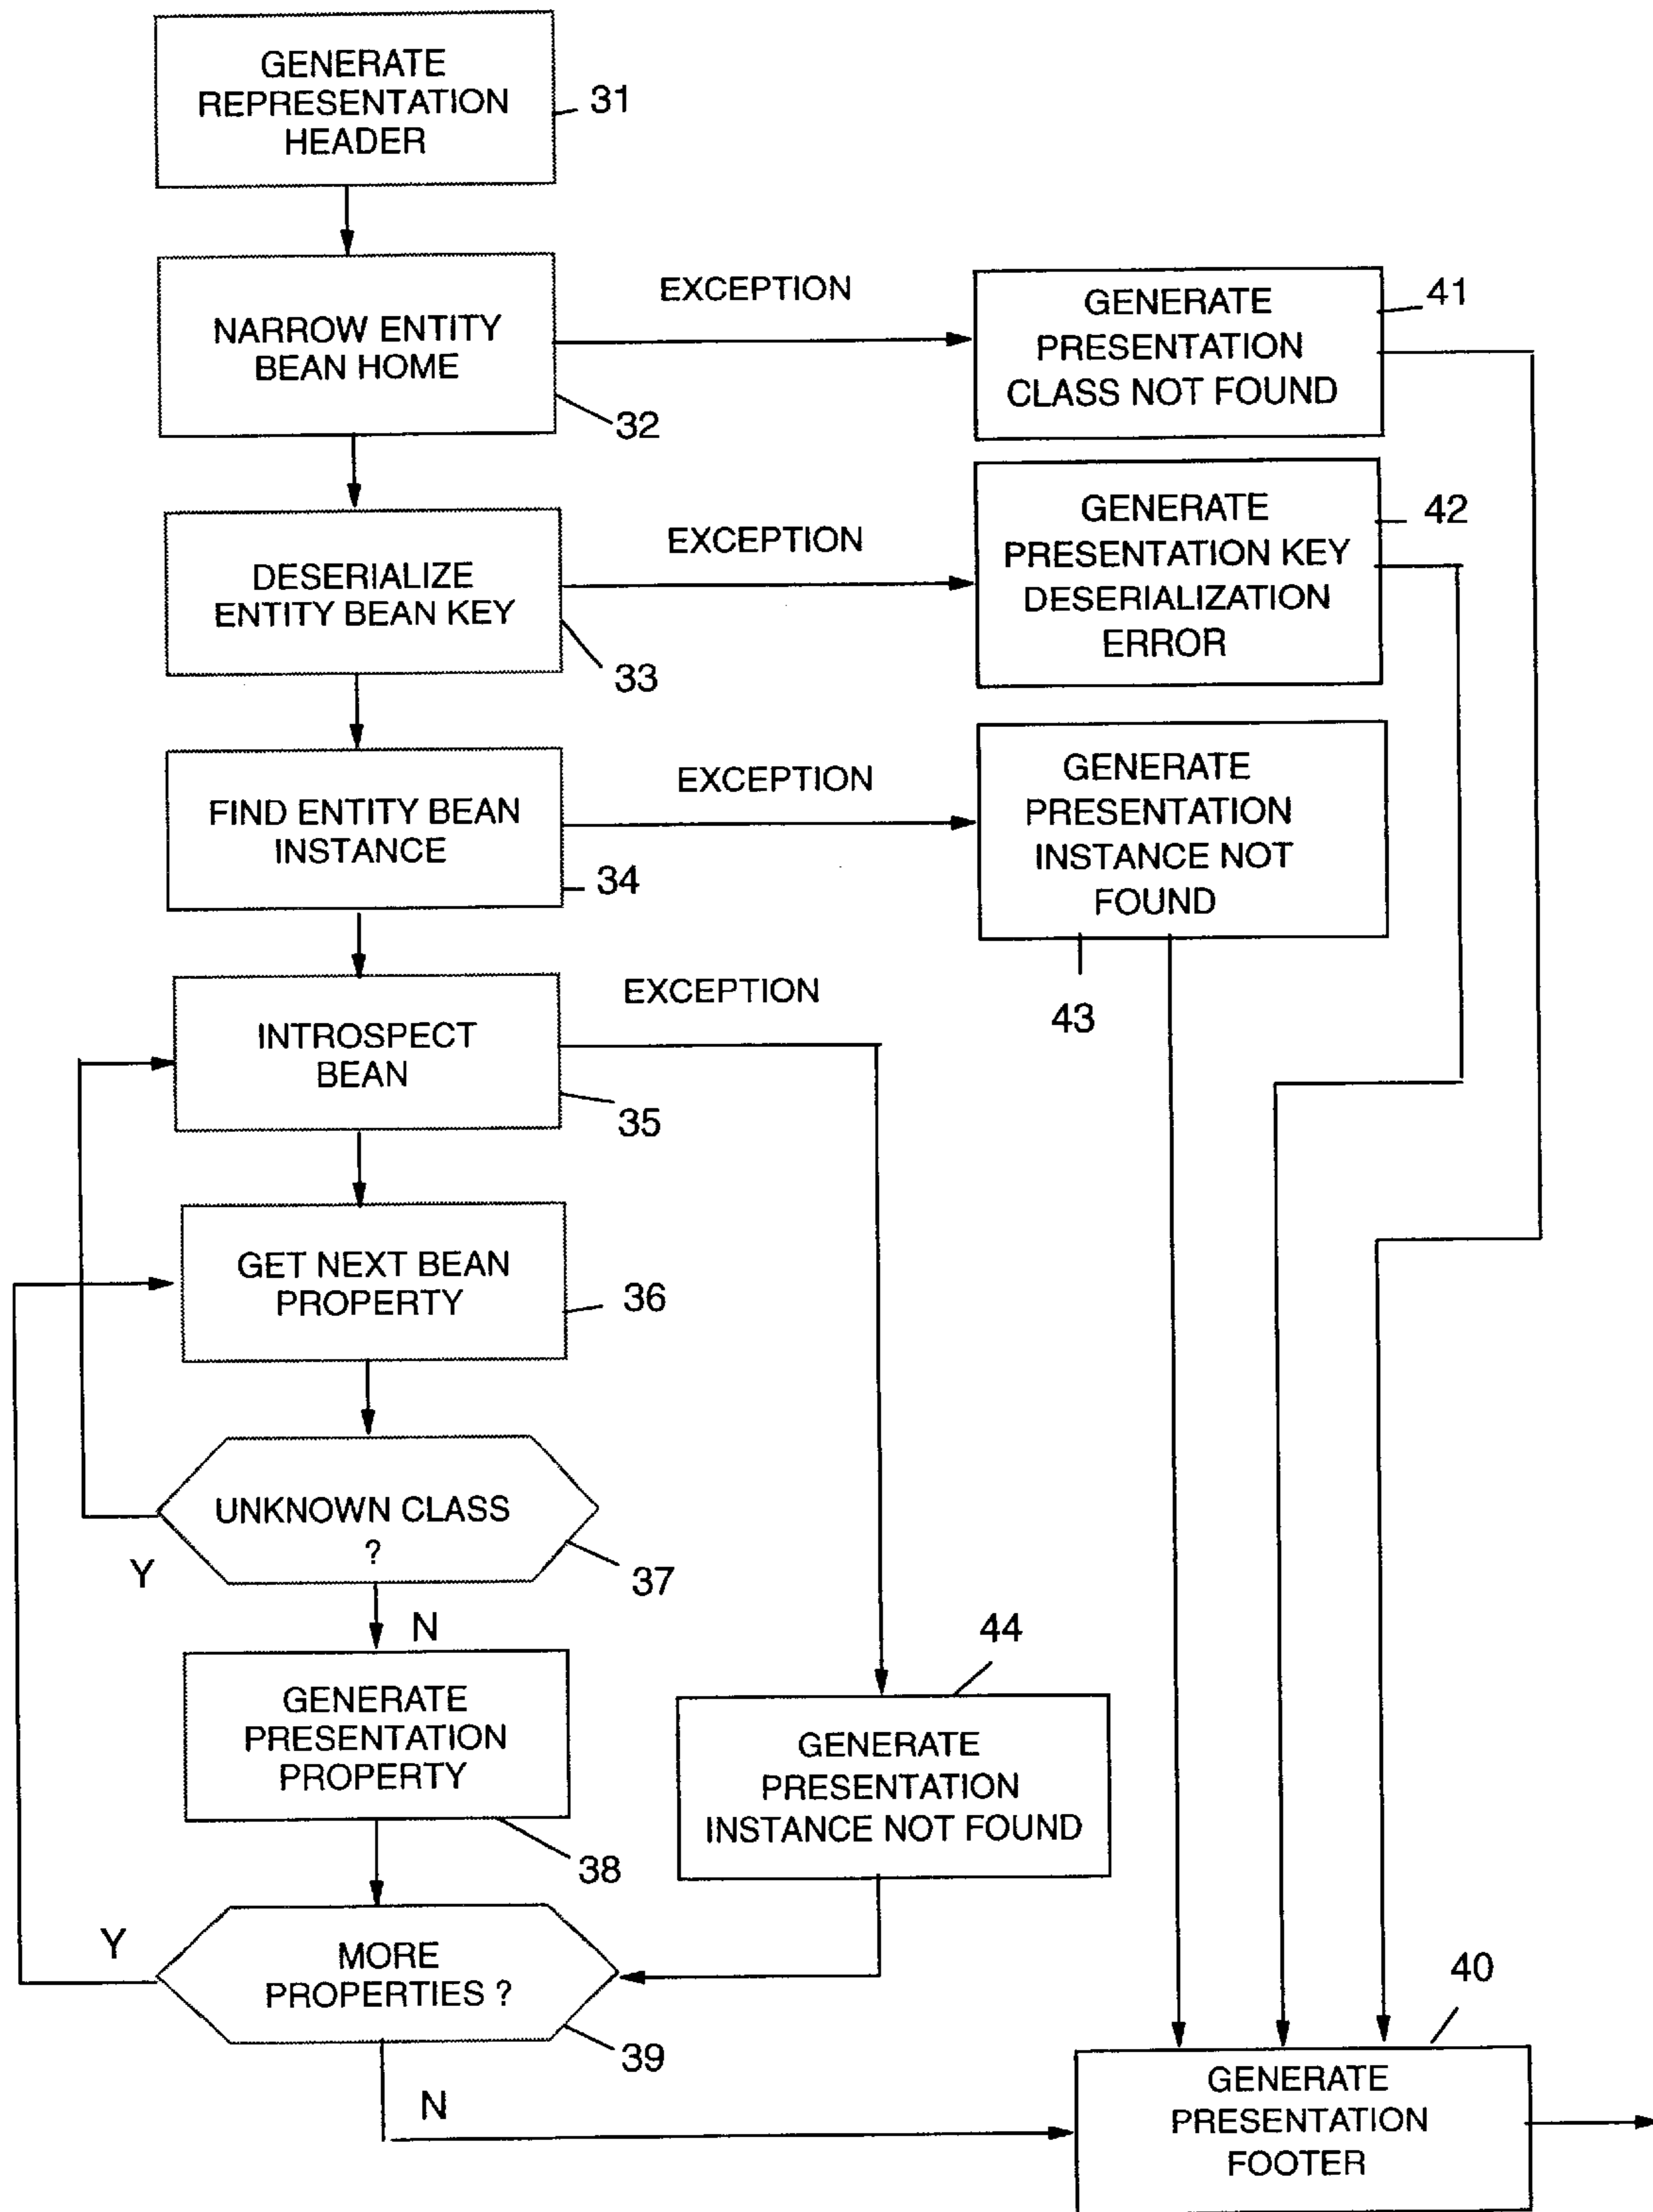 GENERATE
REPRESENTATION
HEADER
31
NARROW ENTITY
BEAN HOME
32
EXCEPTION
GENERATE
PRESENTATION
CLASS NOT FOUND
41
DESERIALIZE
ENTITY BEAN KEY
33
EXCEPTION
GENERATE
PRESENTATION KEY
DESERIALIZATION
ERROR
42
FIND ENTITY BEAN
INSTANCE
34
EXCEPTION
GENERATE
PRESENTATION
INSTANCE NOT
FOUND
43
INTROSPECT
BEAN
35
EXCEPTION
GET NEXT BEAN
PROPERTY
36
UNKNOWN CLASS
?
37
Y
N
GENERATE
PRESENTATION
PROPERTY
38
44
GENERATE
PRESENTATION
INSTANCE NOT FOUND
MORE
PROPERTIES ?
39
Y
N
40
GENERATE
PRESENTATION
FOOTER